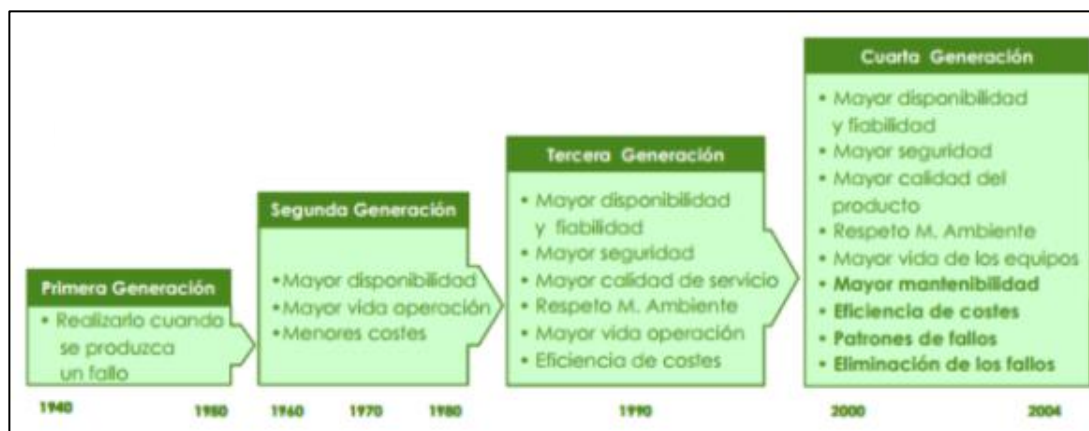 Primera Generación
• Realizarlo cuando
se produzca
un fallo
Segunda Generación
•Mayor disponibilidad
•Mayor vida operación
•Menores costes
Tercera Generación
• Mayor disponibilidad
y fiabilidad
• Mayor seguridad
• Mayor calidad de servicio
• Respeto M. Ambiente
• Mayor vida operación
• Eficiencia de costes
Cuarta Generación
• Mayor disponibilidad
y fiabilidad
• Mayor seguridad
• Mayor calidad del
producto
• Respeto M. Ambiente
• Mayor vida de los equipos
• Mayor mantenibilidad
• Eficiencia de costes
• Patrones de fallos
• Eliminación de los fallos
1940 1950 1960 1970 1980 1990 2000 2004